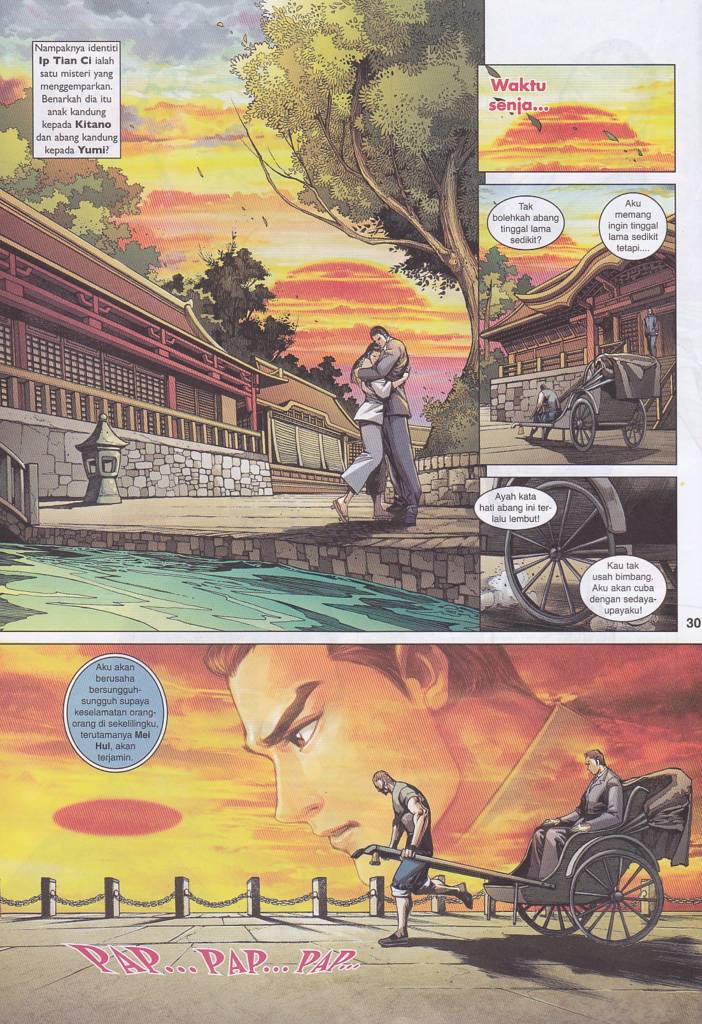 Nampaknya identiti
Ip Tian Ci ialah
satu misteri yang
menggemparkan.
Benarkah dia itu
anak kandung
kepada Kitano
dan abang kandung
kepada Yumi?
Waktu
senja...
Tak
bolehkah abang
tinggal lama
sedikit?
Aku
memang
ingin tinggal
lama sedikit
tetapi....
Ayah kata
hati abang ini ter-
lalu lembut!
Kau tak
usah bimbang.
Aku akan cuba
dengan sedaya-
upayaku!
30
Aku akan
berusaha
bersungguh-
sungguh supaya
keselamatan orang-
orang di sekelilingku,
terutamanya Mei
Hui, akan
terjamin.
PAP... PAP... PAP...